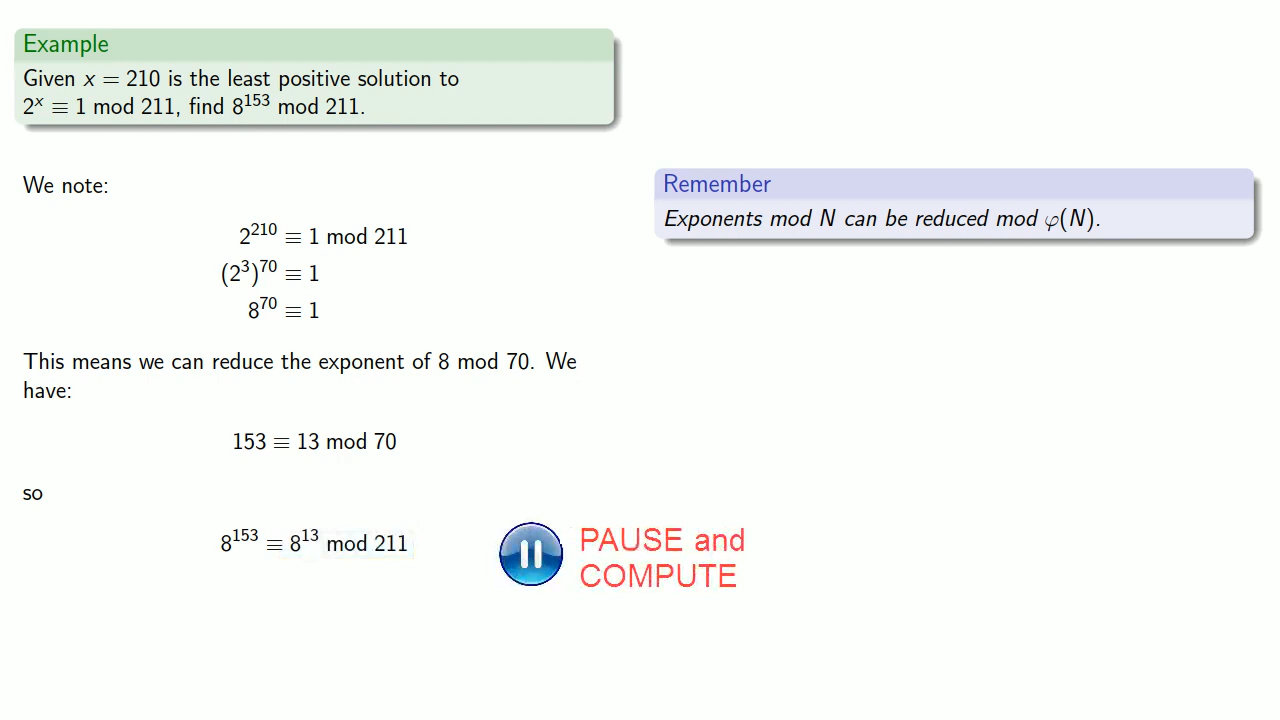 Example
Given x = 210 is the least positive solution to
2^x ≡ 1 mod 211, find 8^153 mod 211.
We note:
2^210 ≡ 1 mod 211
(2^3)^70 ≡ 1
8^70 ≡ 1
This means we can reduce the exponent of 8 mod 70. We
have:
153 ≡ 13 mod 70
so
8^153 ≡ 8^13 mod 211
PAUSE and
COMPUTE
Remember
Exponents mod N can be reduced mod φ(N).